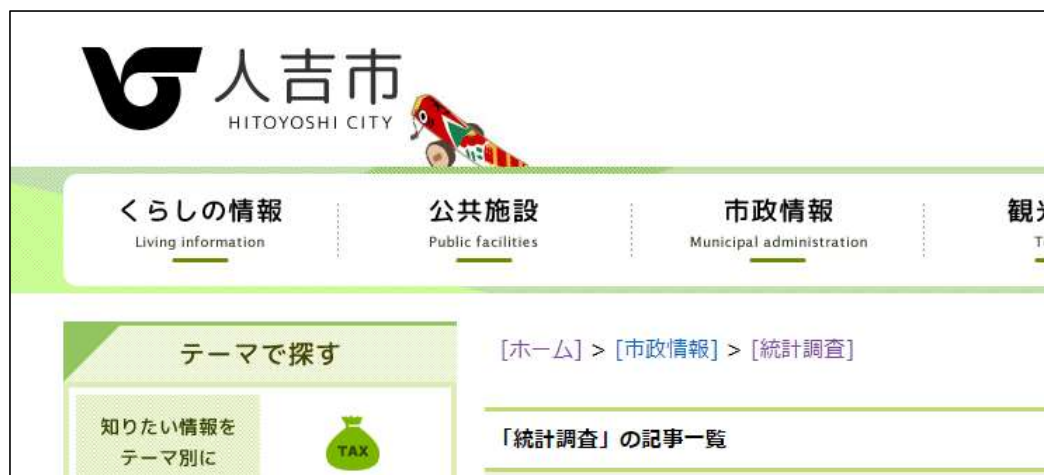 人吉市
HITOYOSHI CITY
くらしの情報
Living information
公共施設
Public facilities
市政情報
Municipal administration
[ホーム] > [市政情報] > [統計調査]
テーマで探す
「統計調査」の記事一覧
知りたい情報を
テーマ別に
TAX